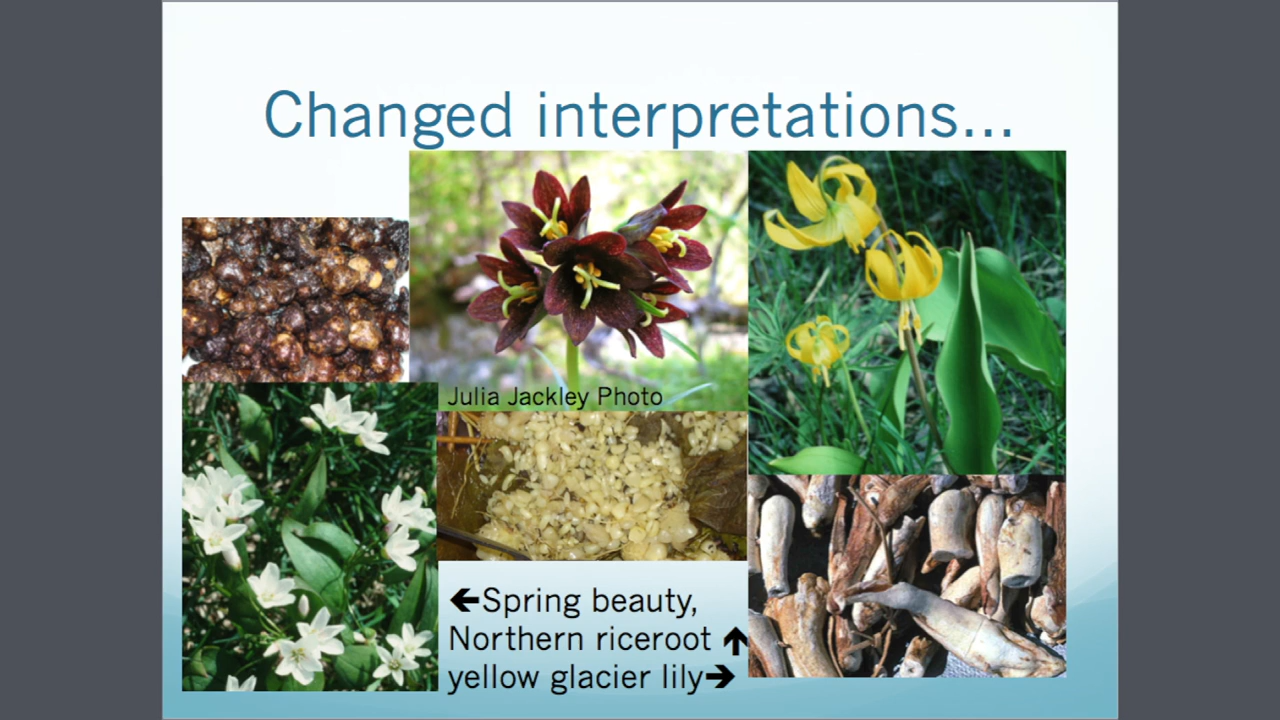 Changed interpretations...
Julia Jackley Photo
←Spring beauty,
Northern riceroot ↑
yellow glacier lily→